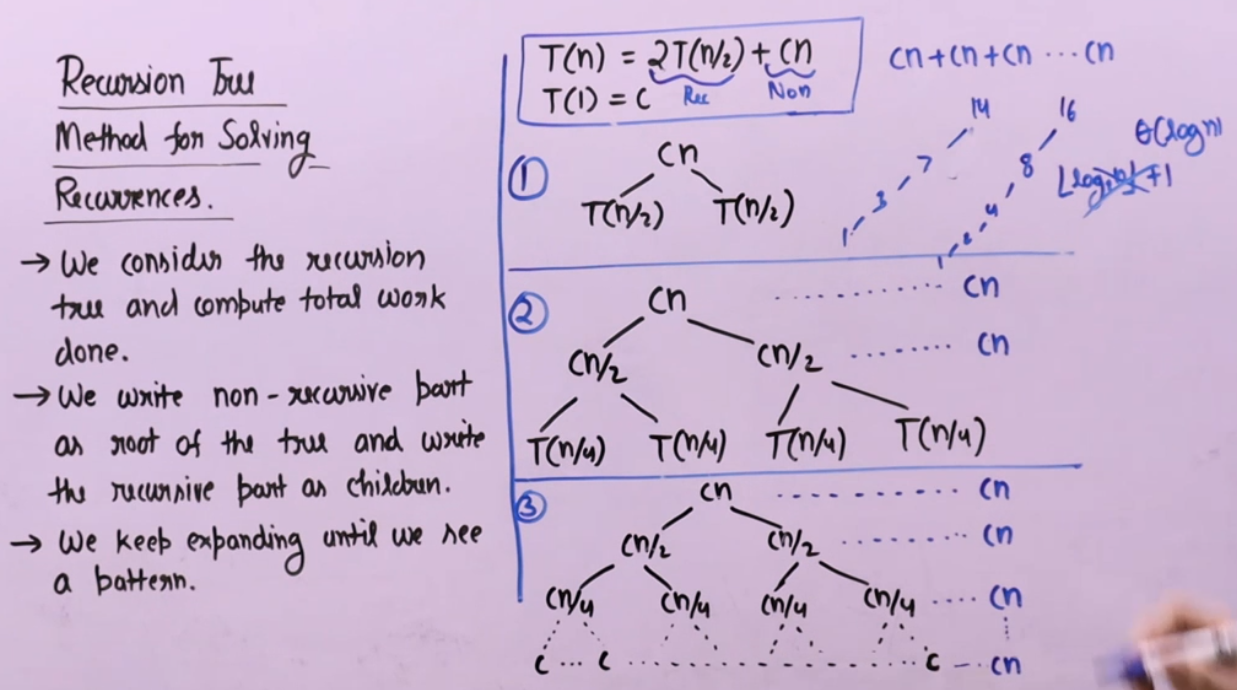 Recursion Tree
Method for Solving
Recurrences.
→ We consider the recursion
tree and compute total work
done.
→ We write non-recursive part
as root of the tree and write
the recursive part as children.
→ We keep expanding until we see
a pattern.
T(n) = 2T(n/2) + Cn
Rec Non
T(1) = C
Cn + Cn + Cn ... Cn
① Cn
T(n/2) T(n/2)
14
7
3
1
16
8
4
2
1
θ(log n)
⌊log₂n⌋ + 1
② Cn ........... Cn
Cn/2 Cn/2 ........ Cn
T(n/4) T(n/4) T(n/4) T(n/4)
③ Cn ........... Cn
Cn/2 Cn/2 ......... Cn
Cn/4 Cn/4 Cn/4 Cn/4 .... Cn
C ... C ........................ C -- Cn